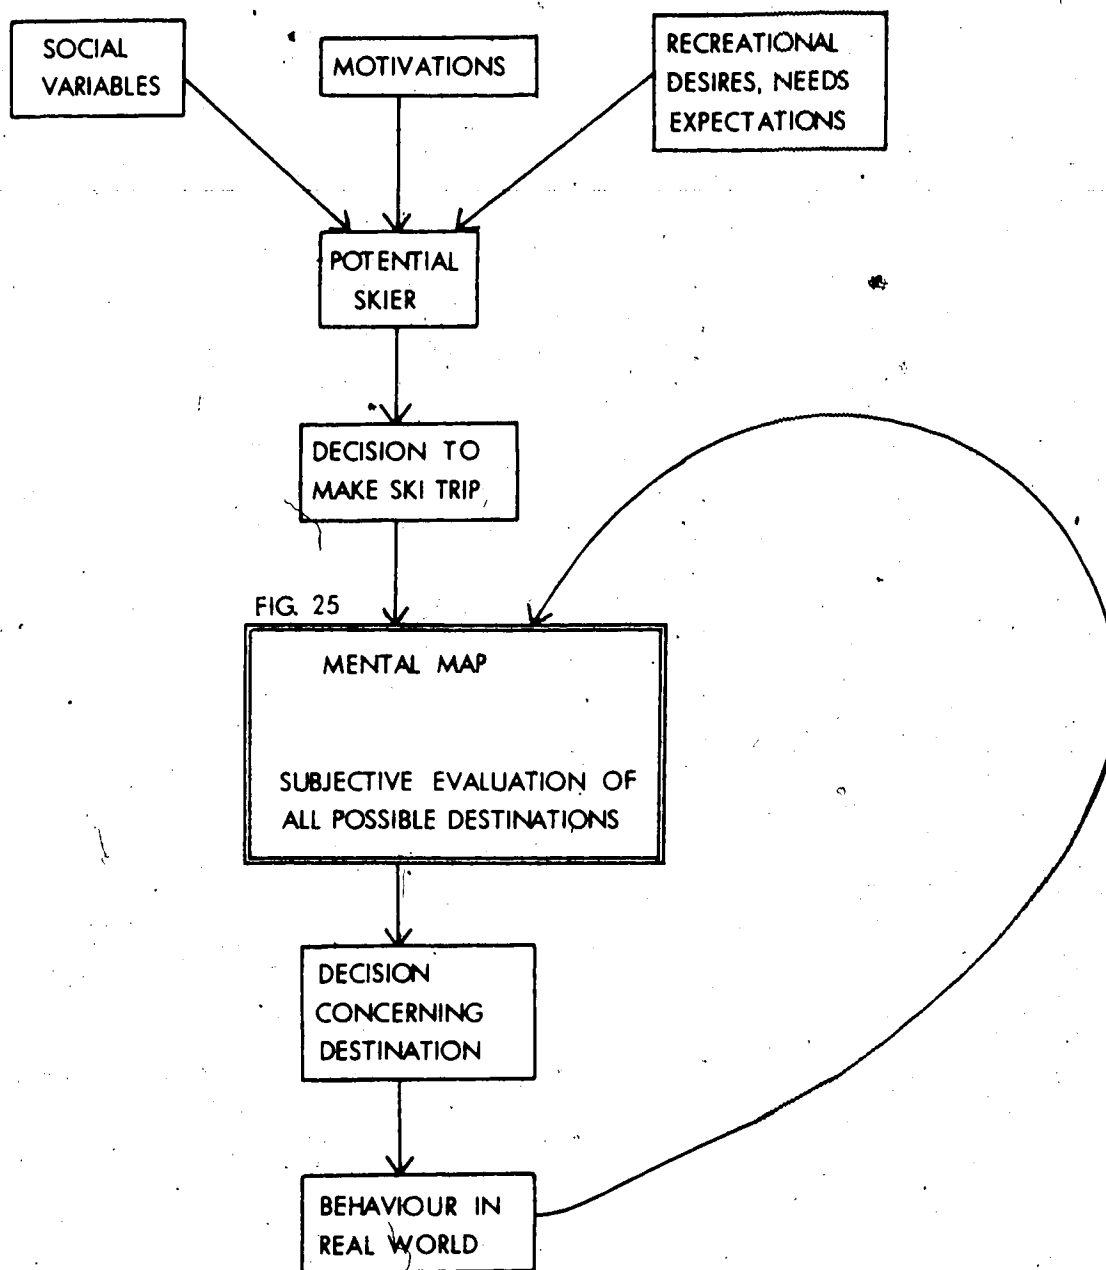 SOCIAL
VARIABLES
MOTIVATIONS
RECREATIONAL
DESIRES, NEEDS
EXPECTATIONS
POTENTIAL
SKIER
DECISION TO
MAKE SKI TRIP
FIG. 25
MENTAL MAP
SUBJECTIVE EVALUATION OF
ALL POSSIBLE DESTINATIONS
DECISION
CONCERNING
DESTINATION
BEHAVIOUR IN
REAL WORLD